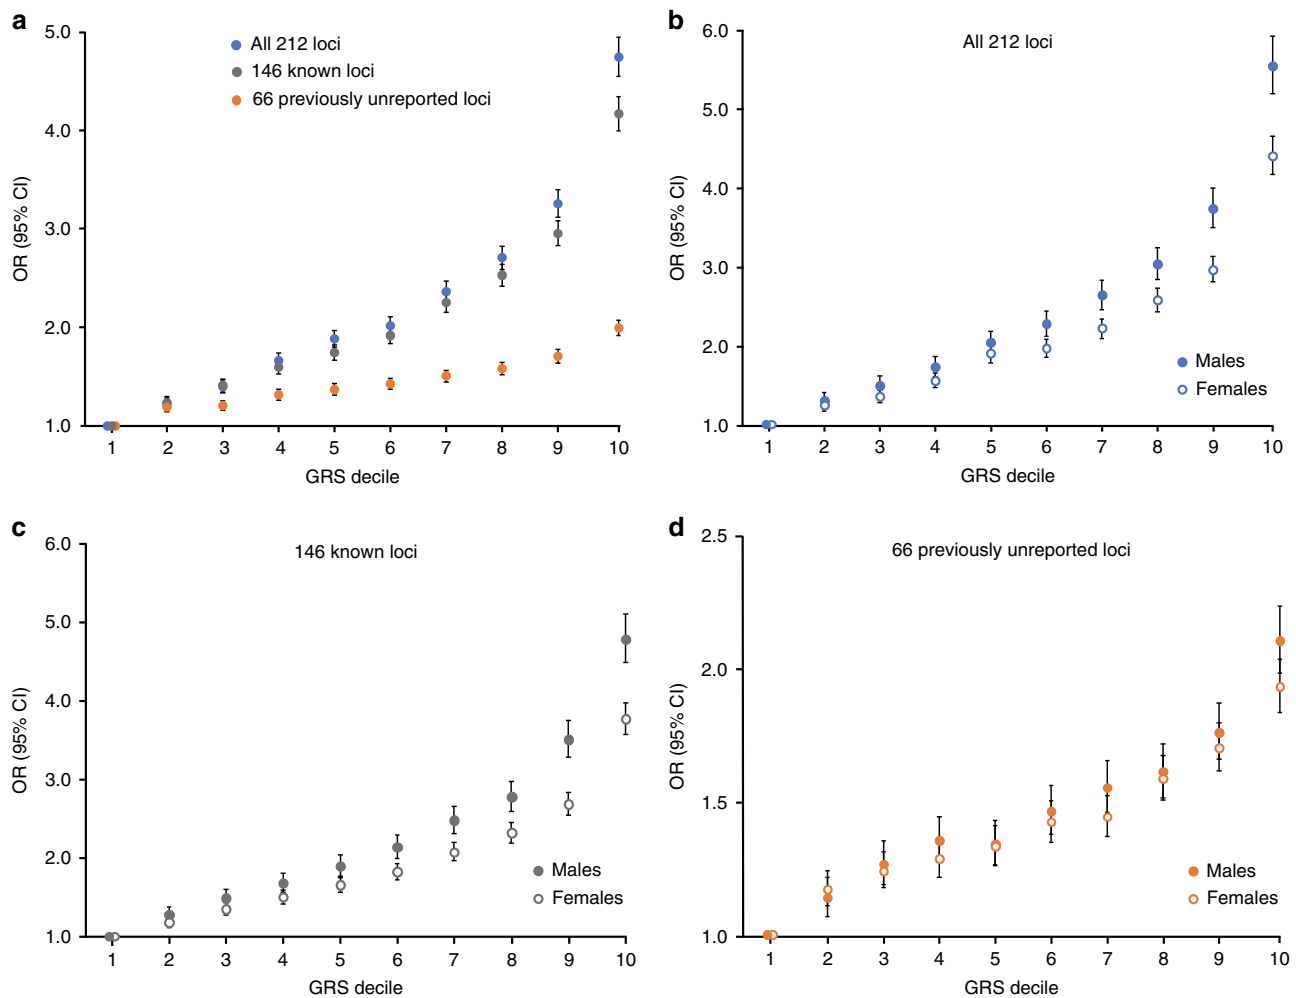 a
5.0
4.0
3.0
2.0
1.0
OR (95% CI)
All 212 loci
146 known loci
66 previously unreported loci
1 2 3 4 5 6 7 8 9 10
GRS decile
b
6.0
5.0
4.0
3.0
2.0
1.0
OR (95% CI)
All 212 loci
Males
Females
1 2 3 4 5 6 7 8 9 10
GRS decile
c
6.0
5.0
4.0
3.0
2.0
1.0
OR (95% CI)
146 known loci
Males
Females
1 2 3 4 5 6 7 8 9 10
GRS decile
d
2.5
2.0
1.5
1.0
OR (95% CI)
66 previously unreported loci
Males
Females
1 2 3 4 5 6 7 8 9 10
GRS decile